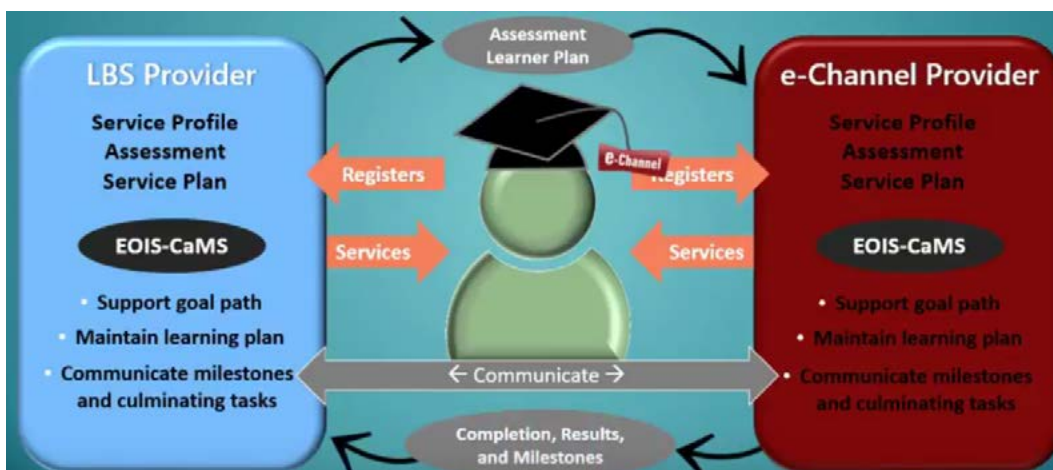 Assessment
Learner Plan
LBS Provider
Service Profile
Assessment
Service Plan
EOIS-CaMS
• Support goal path
• Maintain learning plan
• Communicate milestones
and culminating tasks
Registers
Services
e-Channel
Registers
Services
← Communicate →
e-Channel Provider
Service Profile
Assessment
Service Plan
EOIS-CaMS
• Support goal path
• Maintain learning plan
• Communicate milestones
and culminating tasks
Completion, Results,
and Milestones